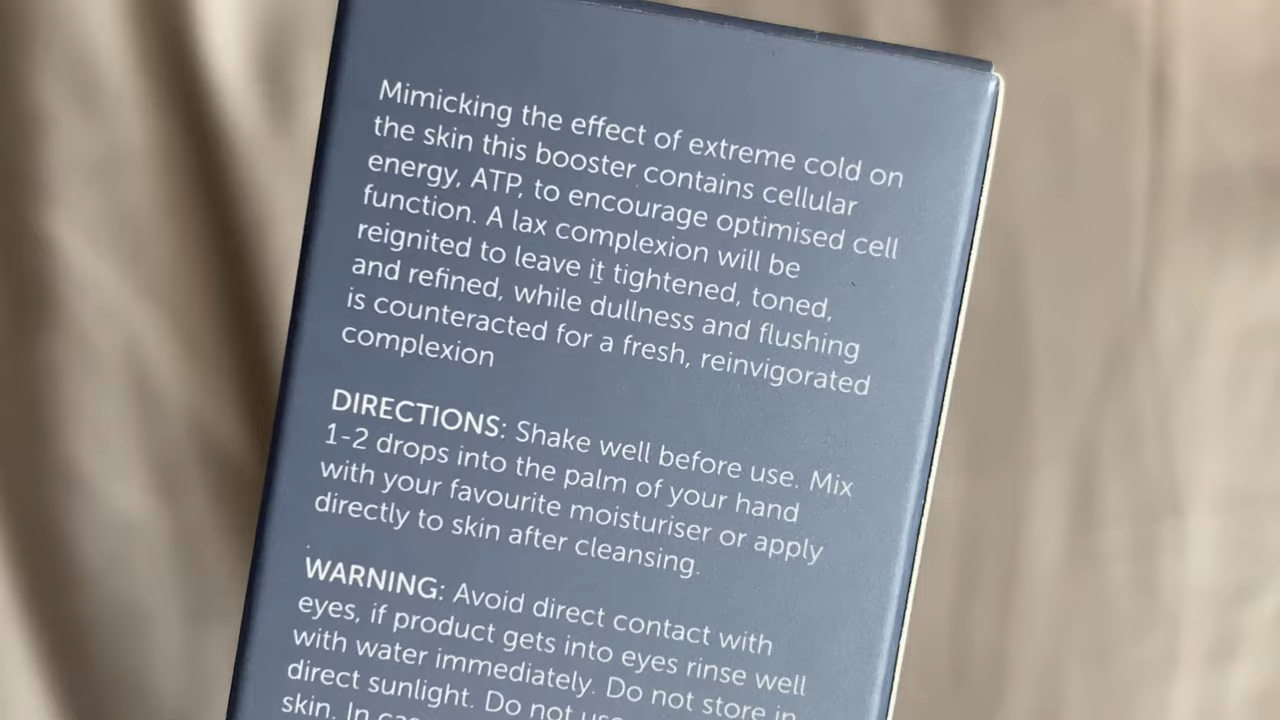 Mimicking the effect of extreme cold on
the skin this booster contains cellular
energy, ATP, to encourage optimised cell
function. A lax complexion will be
reignited to leave it tightened, toned,
and refined, while dullness and flushing
is counteracted for a fresh, reinvigorated
complexion
DIRECTIONS: Shake well before use. Mix
1-2 drops into the palm of your hand
with your favourite moisturiser or apply
directly to skin after cleansing.
WARNING: Avoid direct contact with
eyes, if product gets into eyes rinse well
with water immediately. Do not store in
direct sunlight. Do not use
skin. In